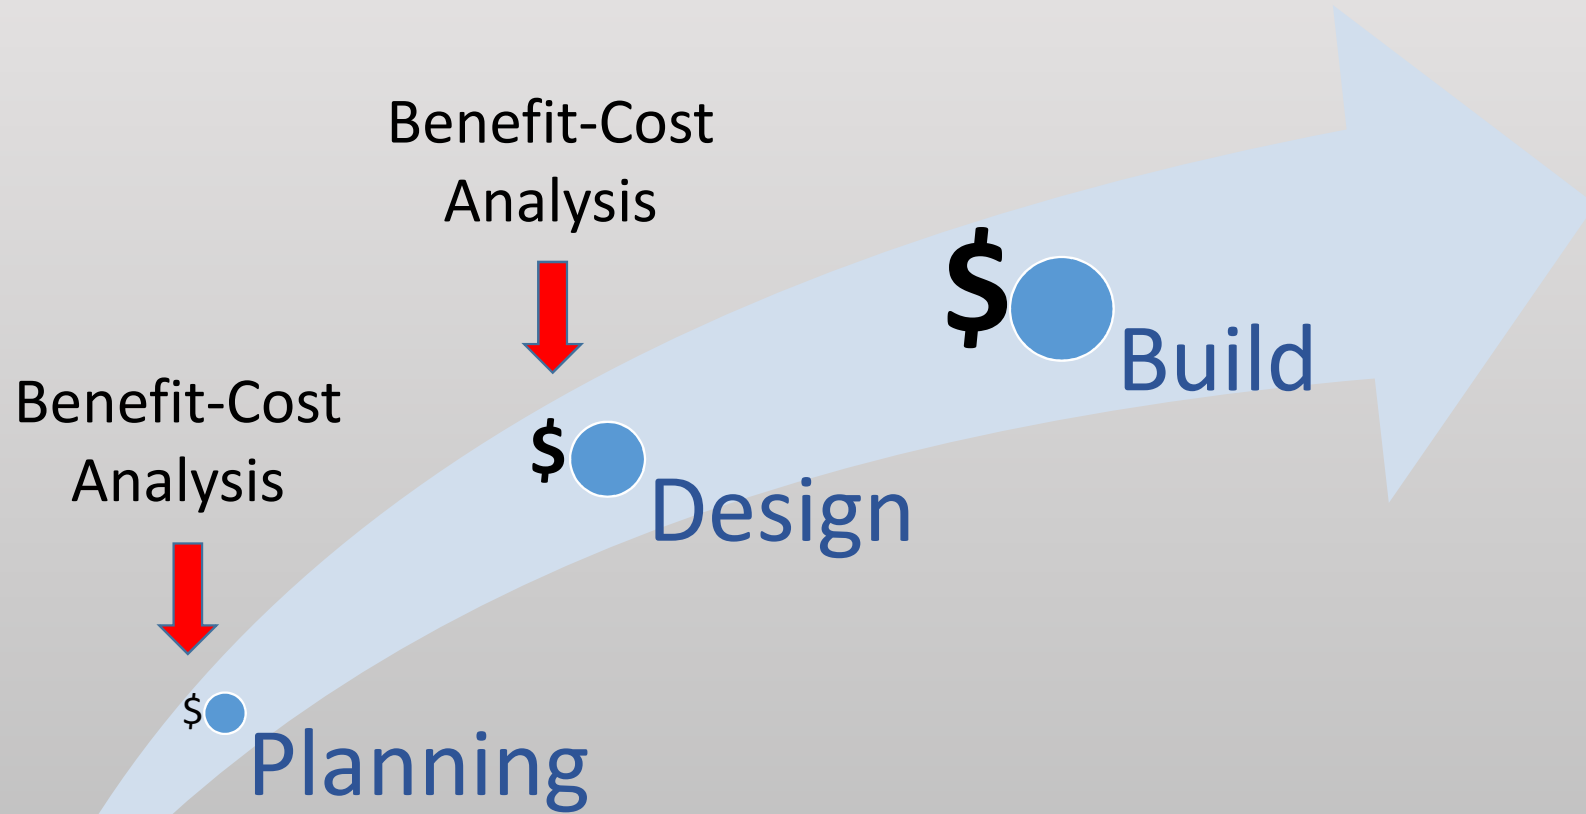 Benefit-Cost
Analysis
Benefit-Cost
Analysis
$
Build
$
Design
$
Planning